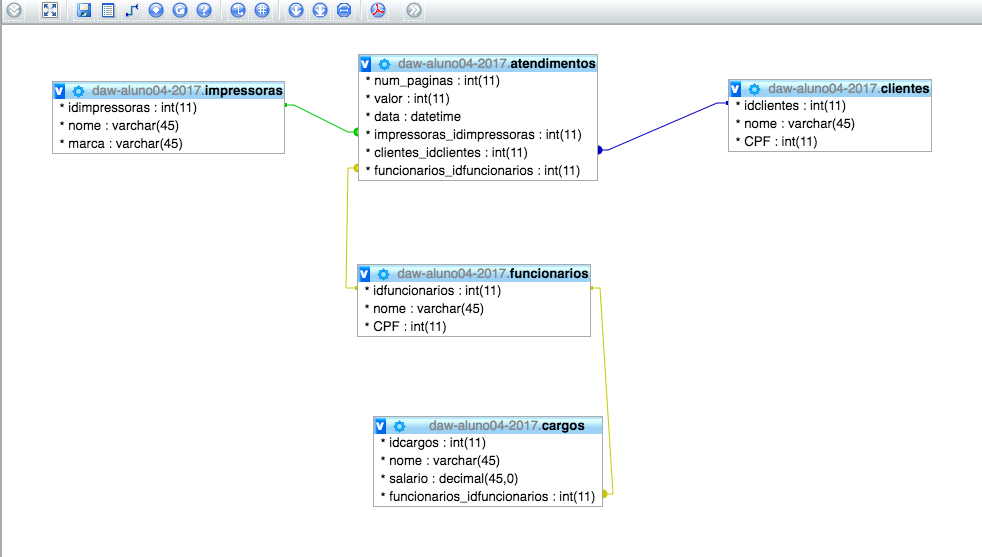 daw-aluno04-2017.impressoras
* idimpressoras : int(11)
* nome : varchar(45)
* marca : varchar(45)
daw-aluno04-2017.atendimentos
* num_paginas : int(11)
* valor : int(11)
* data : datetime
* impressoras_idimpressoras : int(11)
* clientes_idclientes : int(11)
* funcionarios_idfuncionarios : int(11)
daw-aluno04-2017.clientes
* idclientes : int(11)
* nome : varchar(45)
* CPF : int(11)
daw-aluno04-2017.funcionarios
* idfuncionarios : int(11)
* nome : varchar(45)
* CPF : int(11)
daw-aluno04-2017.cargos
* idcargos : int(11)
* nome : varchar(45)
* salario : decimal(45,0)
* funcionarios_idfuncionarios : int(11)